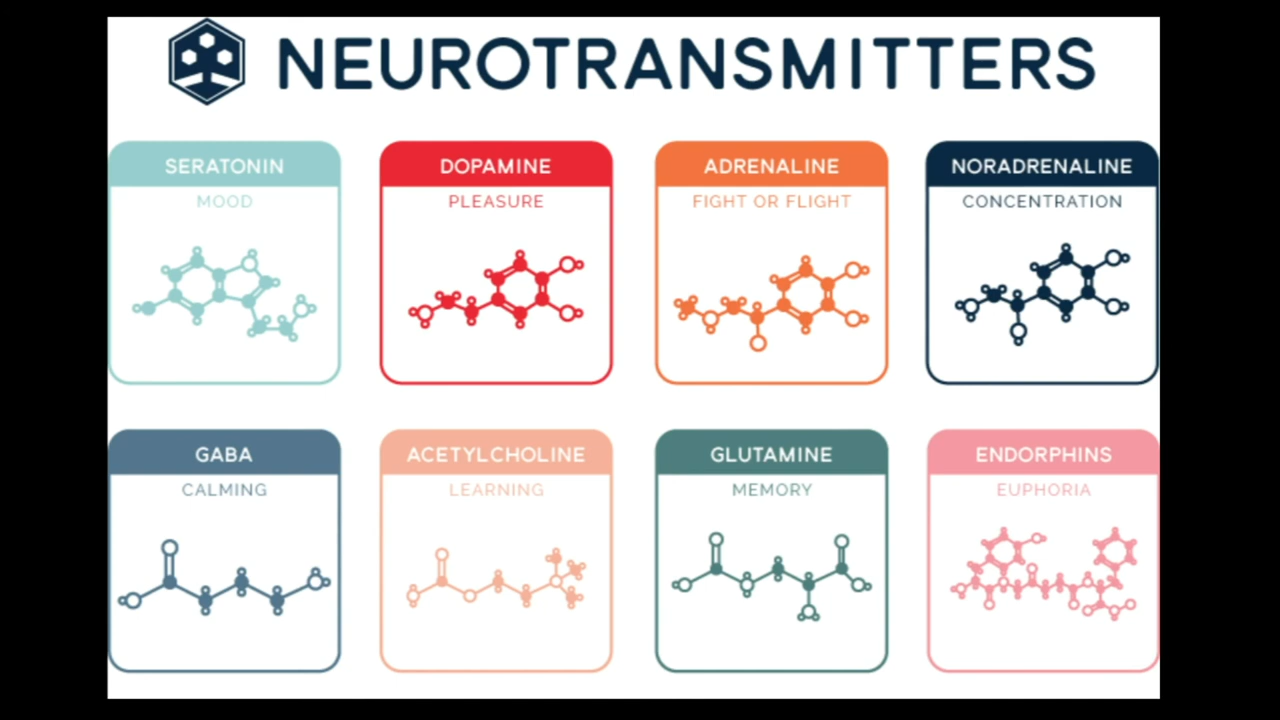 NEUROTRANSMITTERS
SERATONIN
MOOD
DOPAMINE
PLEASURE
ADRENALINE
FIGHT OR FLIGHT
NORADRENALINE
CONCENTRATION
GABA
CALMING
ACETYLCHOLINE
LEARNING
GLUTAMINE
MEMORY
ENDORPHINS
EUPHORIA